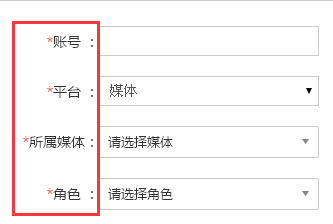 *账号 :
*平台 : 媒体
*所属媒体 : 请选择媒体
*角色 : 请选择角色